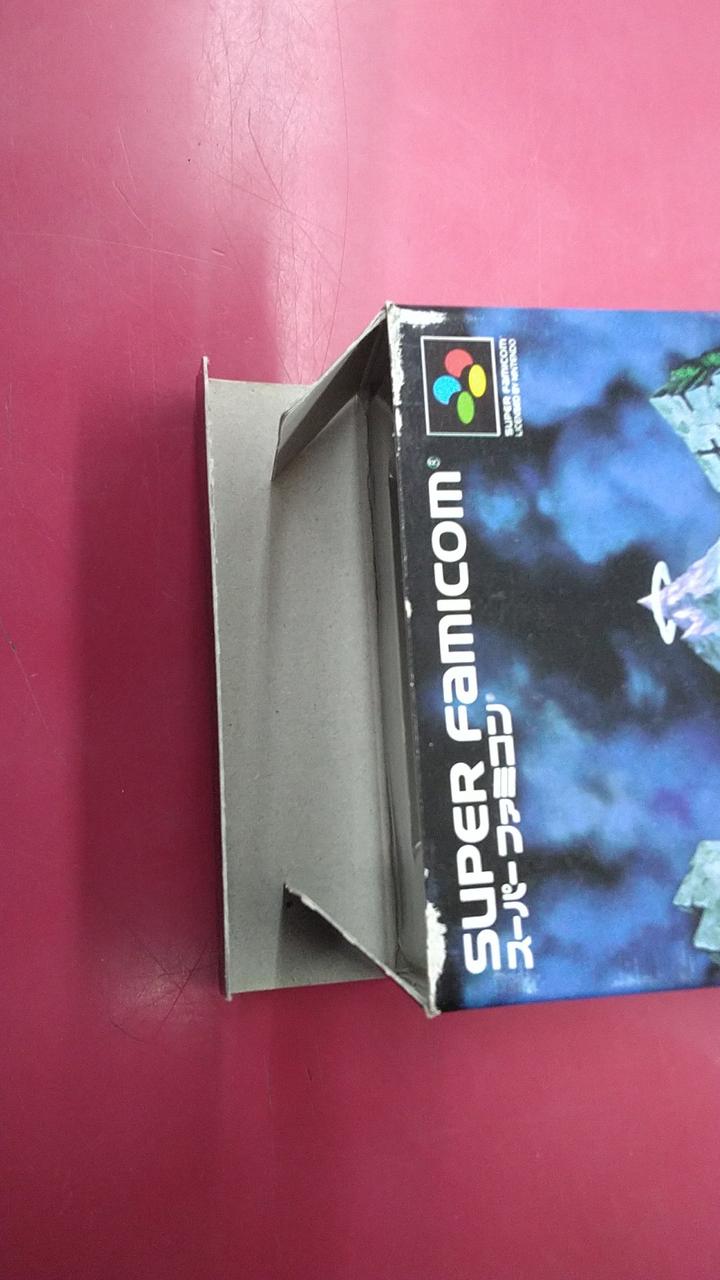 SUPER FAMICOM
LICENSED BY NINTENDO
SUPER FAMICOM®
スーパーファミコン®